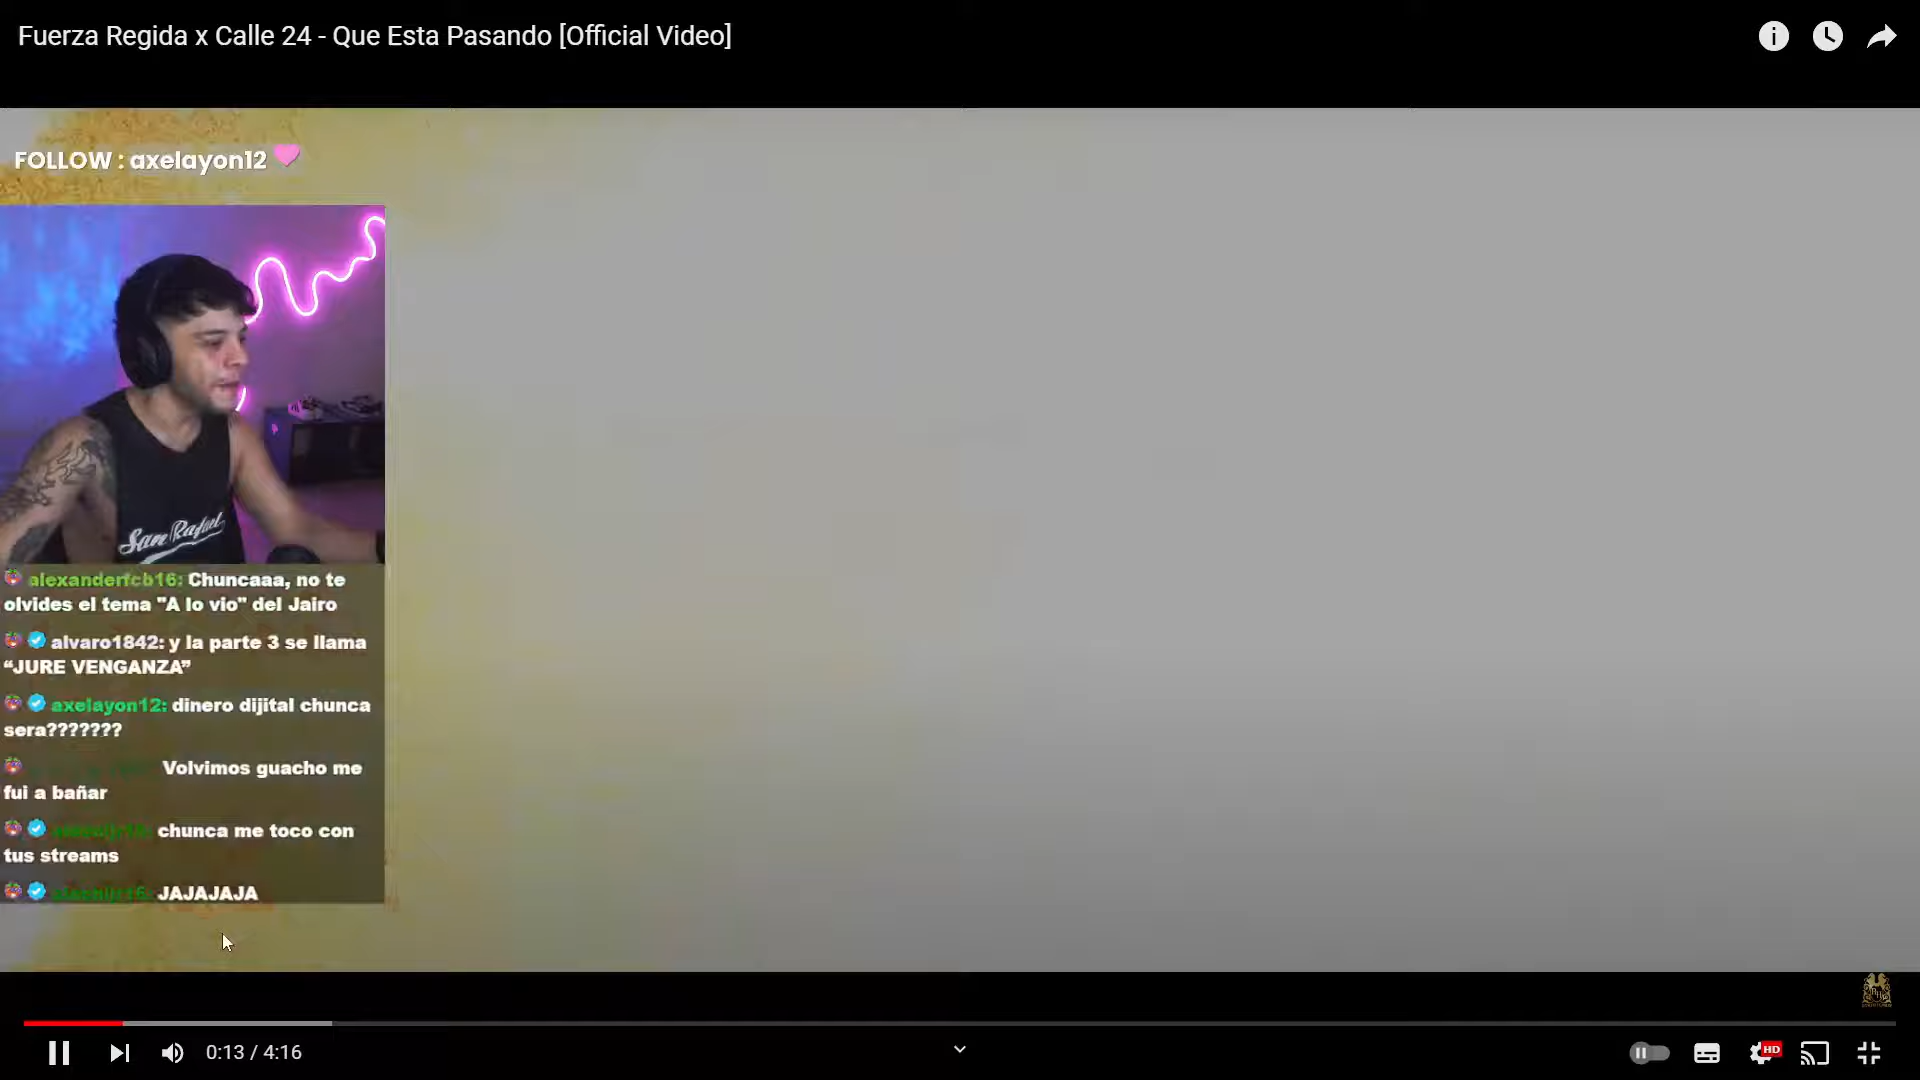 Fuerza Regida x Calle 24 - Que Esta Pasando [Official Video]
FOLLOW : axelayon12
San Rafael
alexanderfcb16: Chuncaaa, no te
olvides el tema "A lo vio" del Jairo
alvaro1842: y la parte 3 se llama
“JURE VENGANZA”
axelayon12: dinero dijital chunca
sera???????
Volvimos guacho me
fui a bañar
chunca me toco con
tus streams
JAJAJAJA
0:13 / 4:16
HD